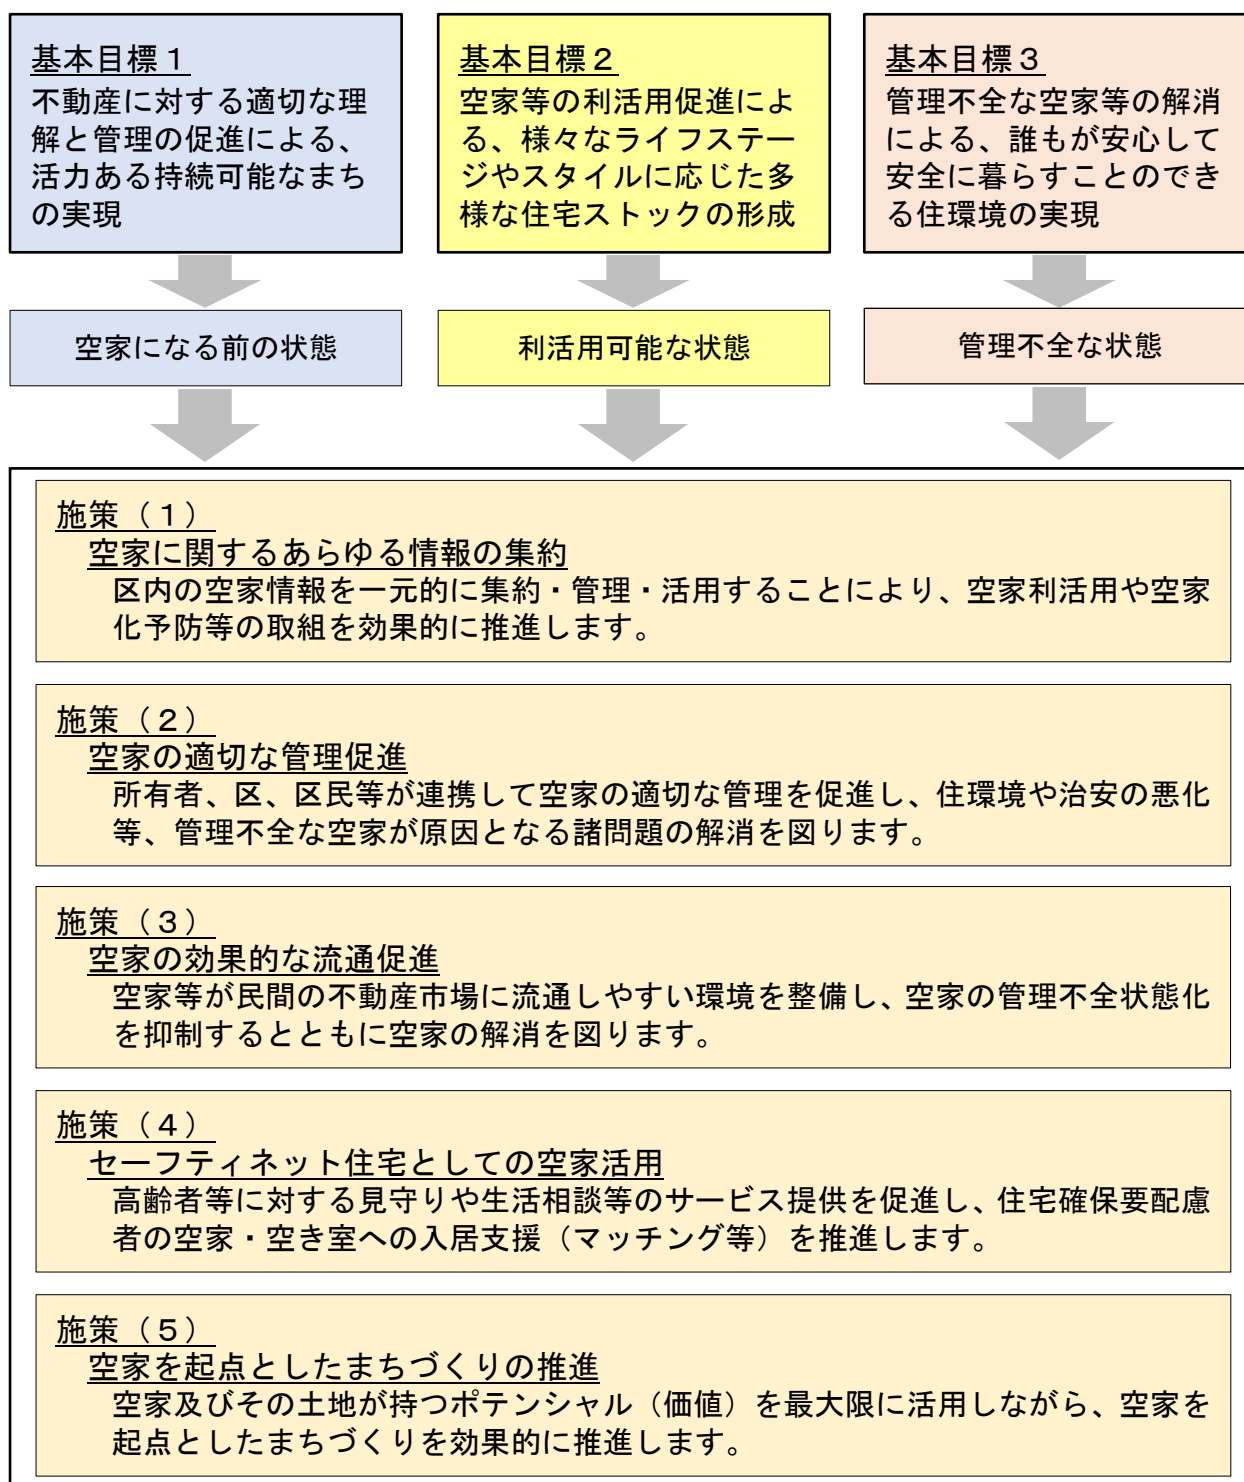 基本目標１
不動産に対する適切な理
解と管理の促進による、
活力ある持続可能なまち
の実現
基本目標２
空家等の利活用促進によ
る、様々なライフステー
ジやスタイルに応じた多
様な住宅ストックの形成
基本目標３
管理不全な空家等の解消
による、誰もが安心して
安全に暮らすことのでき
る住環境の実現
空家になる前の状態
利活用可能な状態
管理不全な状態
施策（１）
空家に関するあらゆる情報の集約
区内の空家情報を一元的に集約・管理・活用することにより、空家利活用や空家
化予防等の取組を効果的に推進します。
施策（２）
空家の適切な管理促進
所有者、区、区民等が連携して空家の適切な管理を促進し、住環境や治安の悪化
等、管理不全な空家が原因となる諸問題の解消を図ります。
施策（３）
空家の効果的な流通促進
空家等が民間の不動産市場に流通しやすい環境を整備し、空家の管理不全状態化
を抑制するとともに空家の解消を図ります。
施策（４）
セーフティネット住宅としての空家活用
高齢者等に対する見守りや生活相談等のサービス提供を促進し、住宅確保要配慮
者の空家・空き室への入居支援（マッチング等）を推進します。
施策（５）
空家を起点としたまちづくりの推進
空家及びその土地が持つポテンシャル（価値）を最大限に活用しながら、空家を
起点としたまちづくりを効果的に推進します。